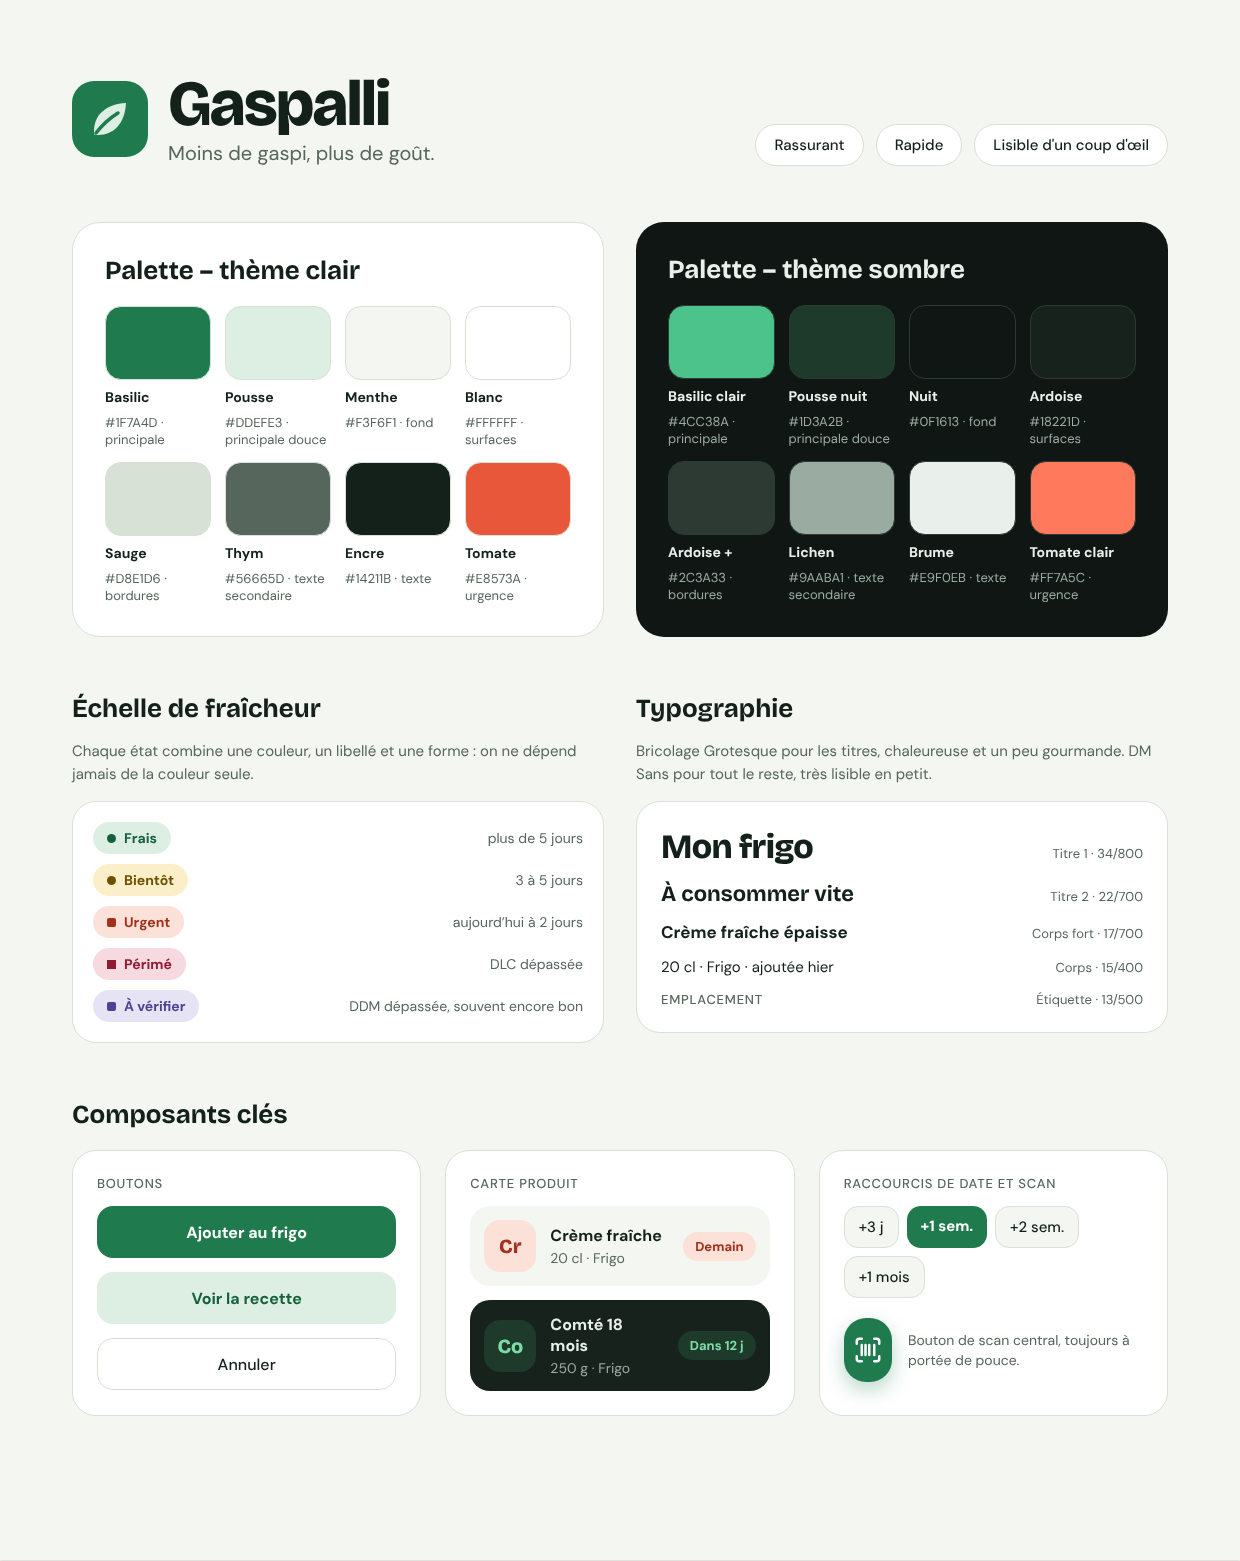 Gaspalli
Moins de gaspi, plus de goût.
Rassurant
Rapide
Lisible d'un coup d'œil
Palette – thème clair
Basilic
#1F7A4D ·
principale
Pousse
#DDEFE3 ·
principale douce
Menthe
#F3F6F1 · fond
Blanc
#FFFFFF ·
surfaces
Sauge
#D8E1D6 ·
bordures
Thym
#56665D · texte
secondaire
Encre
#14211B · texte
Tomate
#E8573A ·
urgence
Palette – thème sombre
Basilic clair
#4CC38A ·
principale
Pousse nuit
#1D3A2B ·
principale douce
Nuit
#0F1613 · fond
Ardoise
#18221D ·
surfaces
Ardoise +
#2C3A33 ·
bordures
Lichen
#9AABA1 · texte
secondaire
Brume
#E9F0EB · texte
Tomate clair
#FF7A5C ·
urgence
Échelle de fraîcheur
Chaque état combine une couleur, un libellé et une forme : on ne dépend
jamais de la couleur seule.
Frais
plus de 5 jours
Bientôt
3 à 5 jours
Urgent
aujourd'hui à 2 jours
Périmé
DLC dépassée
À vérifier
DDM dépassée, souvent encore bon
Typographie
Bricolage Grotesque pour les titres, chaleureuse et un peu gourmande. DM
Sans pour tout le reste, très lisible en petit.
Mon frigo
Titre 1 · 34/800
À consommer vite
Titre 2 · 22/700
Crème fraîche épaisse
Corps fort · 17/700
20 cl · Frigo · ajoutée hier
Corps · 15/400
EMPLACEMENT
Étiquette · 13/500
Composants clés
BOUTONS
Ajouter au frigo
Voir la recette
Annuler
CARTE PRODUIT
Cr
Crème fraîche
20 cl · Frigo
Demain
Co
Comté 18
mois
250 g · Frigo
Dans 12 j
RACCOURCIS DE DATE ET SCAN
+3 j
+1 sem.
+2 sem.
+1 mois
Bouton de scan central, toujours à
portée de pouce.